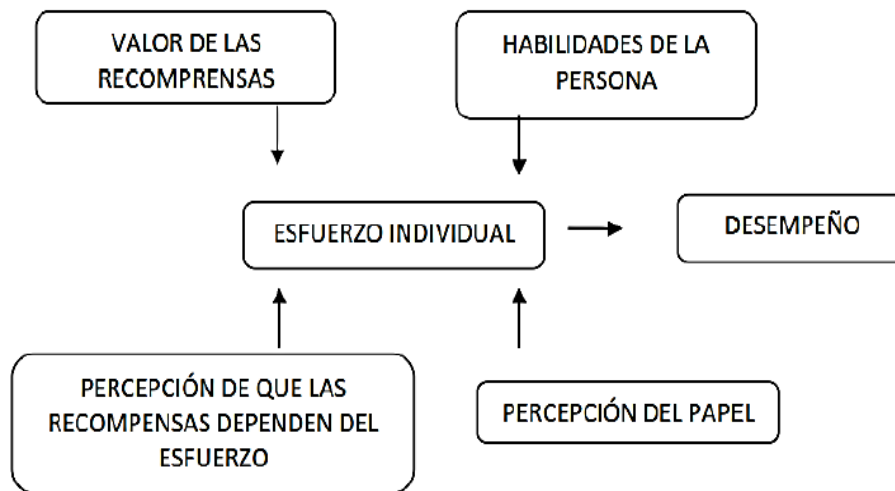 VALOR DE LAS
RECOMPRENSAS
HABILIDADES DE LA
PERSONA
ESFUERZO INDIVIDUAL
DESEMPEÑO
PERCEPCIÓN DE QUE LAS
RECOMPENSAS DEPENDEN DEL
ESFUERZO
PERCEPCIÓN DEL PAPEL